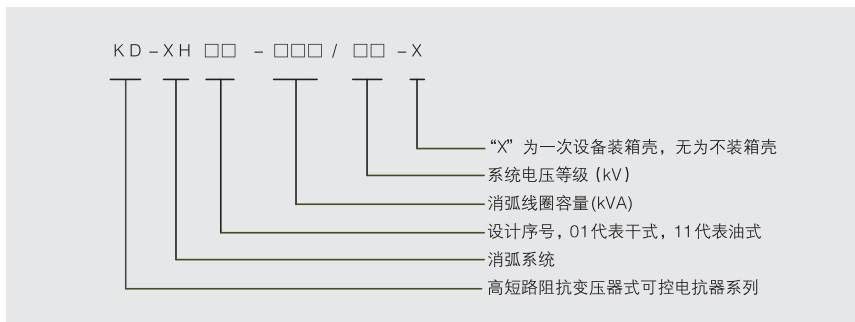 KD-XH□□-□□□/□□-X
“X”为一次设备装箱壳，无为不装箱壳
系统电压等级（kV）
消弧线圈容量(kVA)
设计序号，01代表干式，11代表油式
消弧系统
高短路阻抗变压器式可控电抗器系列